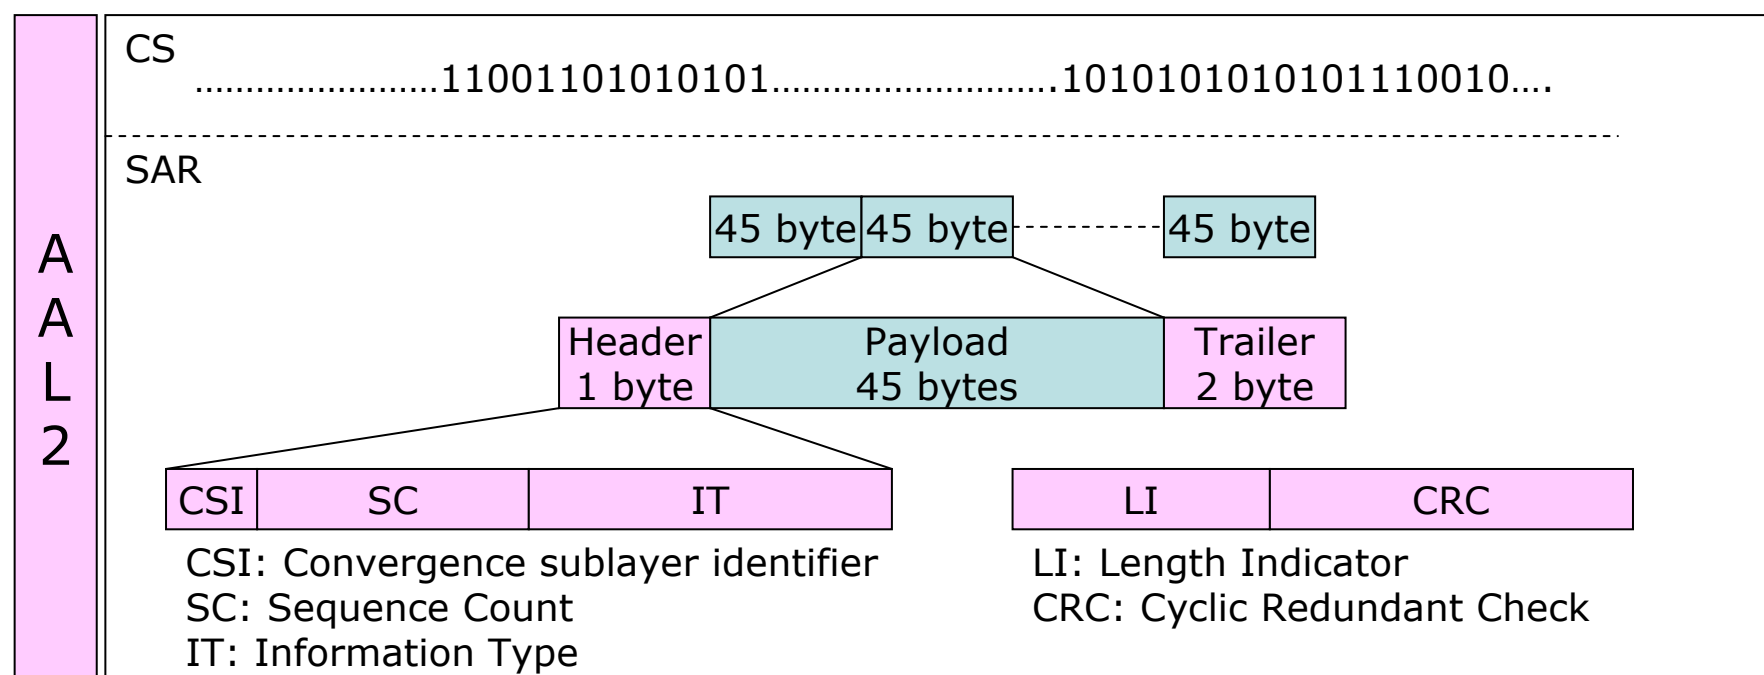 A
A
L
2
CS
........................11001101010101............................1010101010101110010....
SAR
45 byte 45 byte 45 byte
Header Payload Trailer
1 byte 45 bytes 2 byte
CSI SC IT LI CRC
CSI: Convergence sublayer identifier
SC: Sequence Count
IT: Information Type
LI: Length Indicator
CRC: Cyclic Redundant Check